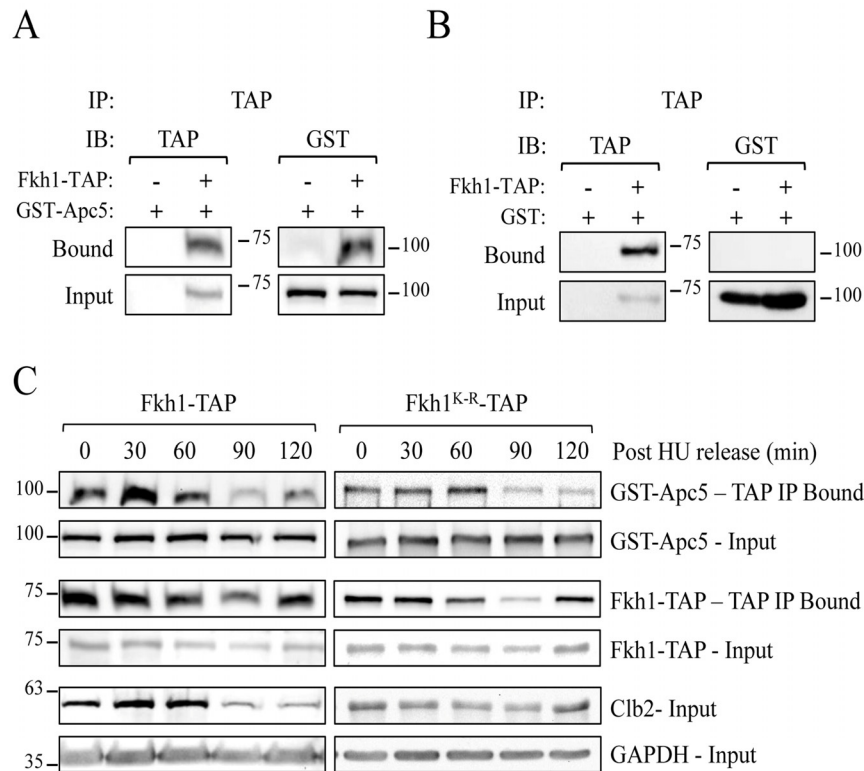 A
IP: TAP
IB: TAP GST
Fkh1-TAP: - + - +
GST-Apc5: + + + +
Bound -75 -100
Input -75 -100
B
IP: TAP
IB: TAP GST
Fkh1-TAP: - + - +
GST: + + + +
Bound -75 -100
Input -75 -100
C
Fkh1-TAP Fkh1K-R-TAP
0 30 60 90 120 0 30 60 90 120 Post HU release (min)
100 GST-Apc5 – TAP IP Bound
100 GST-Apc5 - Input
75 Fkh1-TAP – TAP IP Bound
75 Fkh1-TAP - Input
63 Clb2- Input
35 GAPDH - Input